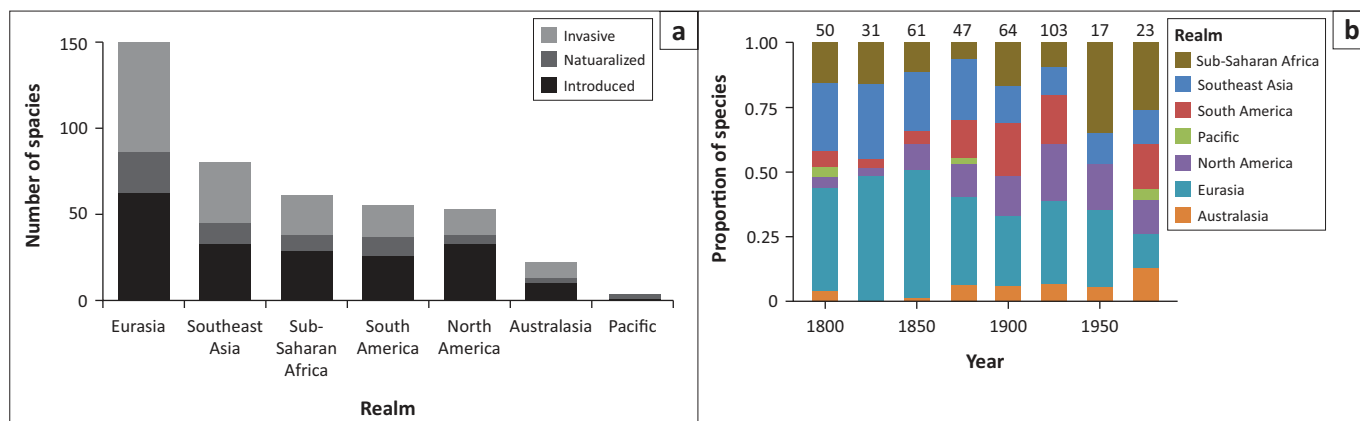 a
Invasive
Natuaralized
Introduced
150
100
50
0
Number of spacies
Eurasia
Southeast
Asia
Sub-
Saharan
Africa
South
America
North
America
Australasia
Pacific
Realm
b
50 31 61 47 64 103 17 23
1.00
0.75
0.50
0.25
0
Proportion of species
1800 1850 1900 1950
Year
Realm
Sub-Saharan Africa
Southeast Asia
South America
Pacific
North America
Eurasia
Australasia